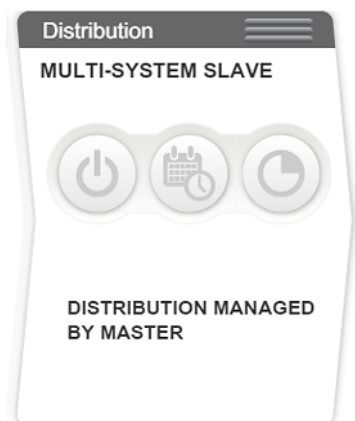 Distribution
MULTI-SYSTEM SLAVE
DISTRIBUTION MANAGED
BY MASTER